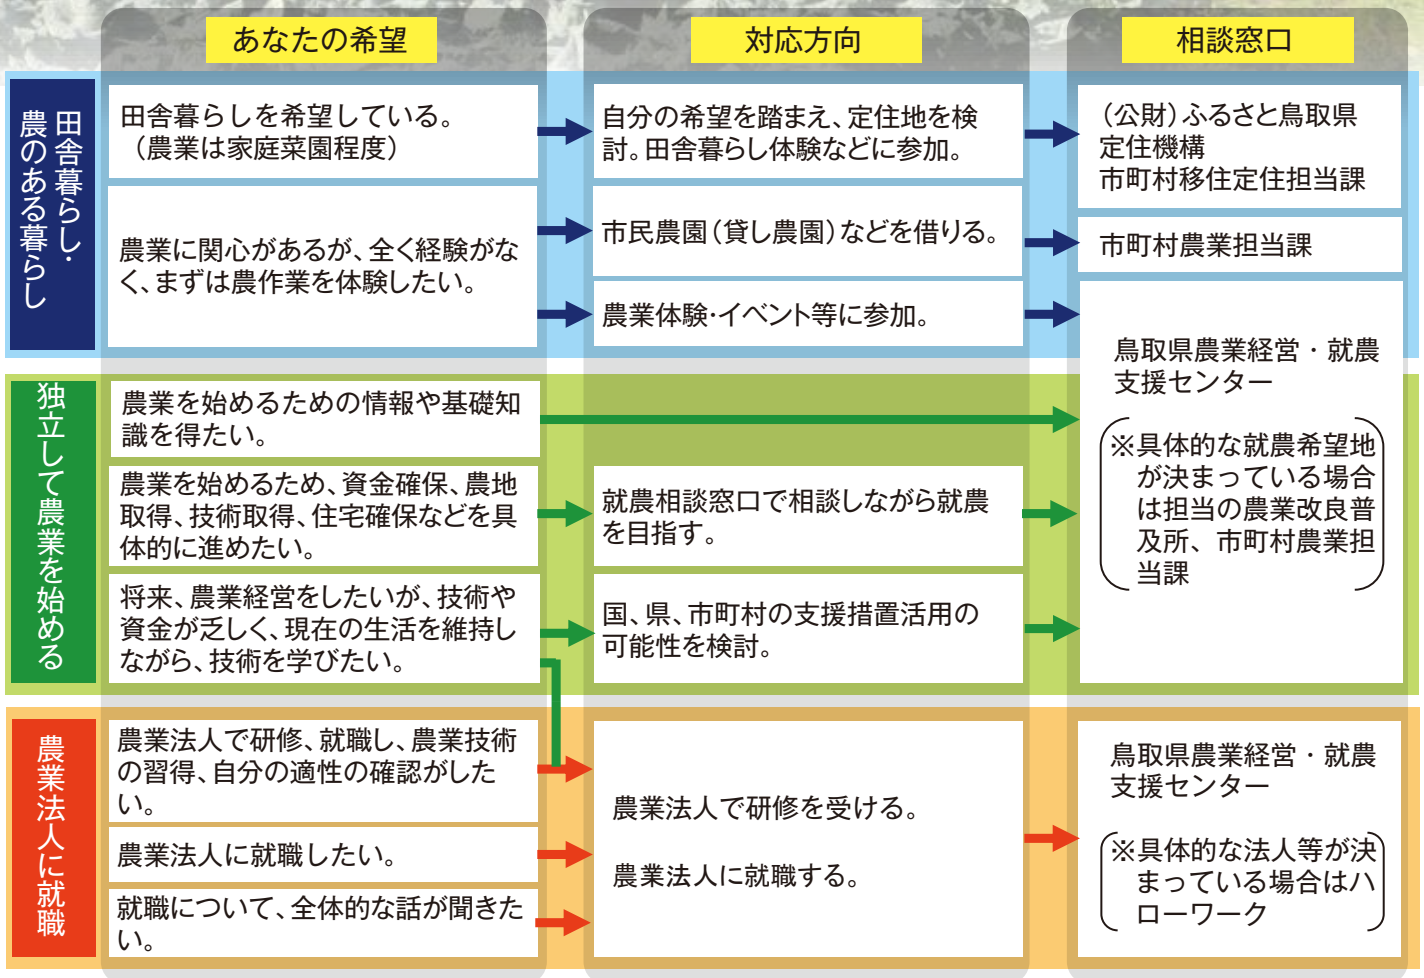 あなたの希望
対応方向
相談窓口
田舎暮らし・
農のある暮らし
田舎暮らしを希望している。
（農業は家庭菜園程度）
自分の希望を踏まえ、定住地を検
討。田舎暮らし体験などに参加。
（公財）ふるさと鳥取県
定住機構
市町村移住定住担当課
農業に関心があるが、全く経験がな
く、まずは農作業を体験したい。
市民農園（貸し農園）などを借りる。
市町村農業担当課
農業体験・イベント等に参加。
鳥取県農業経営・就農
支援センター
※具体的な就農希望地
が決まっている場合
は担当の農業改良普
及所、市町村農業担
当課
独立して農業を始める
農業を始めるための情報や基礎知
識を得たい。
農業を始めるため、資金確保、農地
取得、技術取得、住宅確保などを具
体的に進めたい。
就農相談窓口で相談しながら就農
を目指す。
将来、農業経営をしたいが、技術や
資金が乏しく、現在の生活を維持し
ながら、技術を学びたい。
国、県、市町村の支援措置活用の
可能性を検討。
農業法人に就職
農業法人で研修、就職し、農業技術
の習得、自分の適性の確認がした
い。
農業法人に就職したい。
就職について、全体的な話が聞きた
い。
農業法人で研修を受ける。
農業法人に就職する。
鳥取県農業経営・就農
支援センター
※具体的な法人等が決
まっている場合はハ
ローワーク